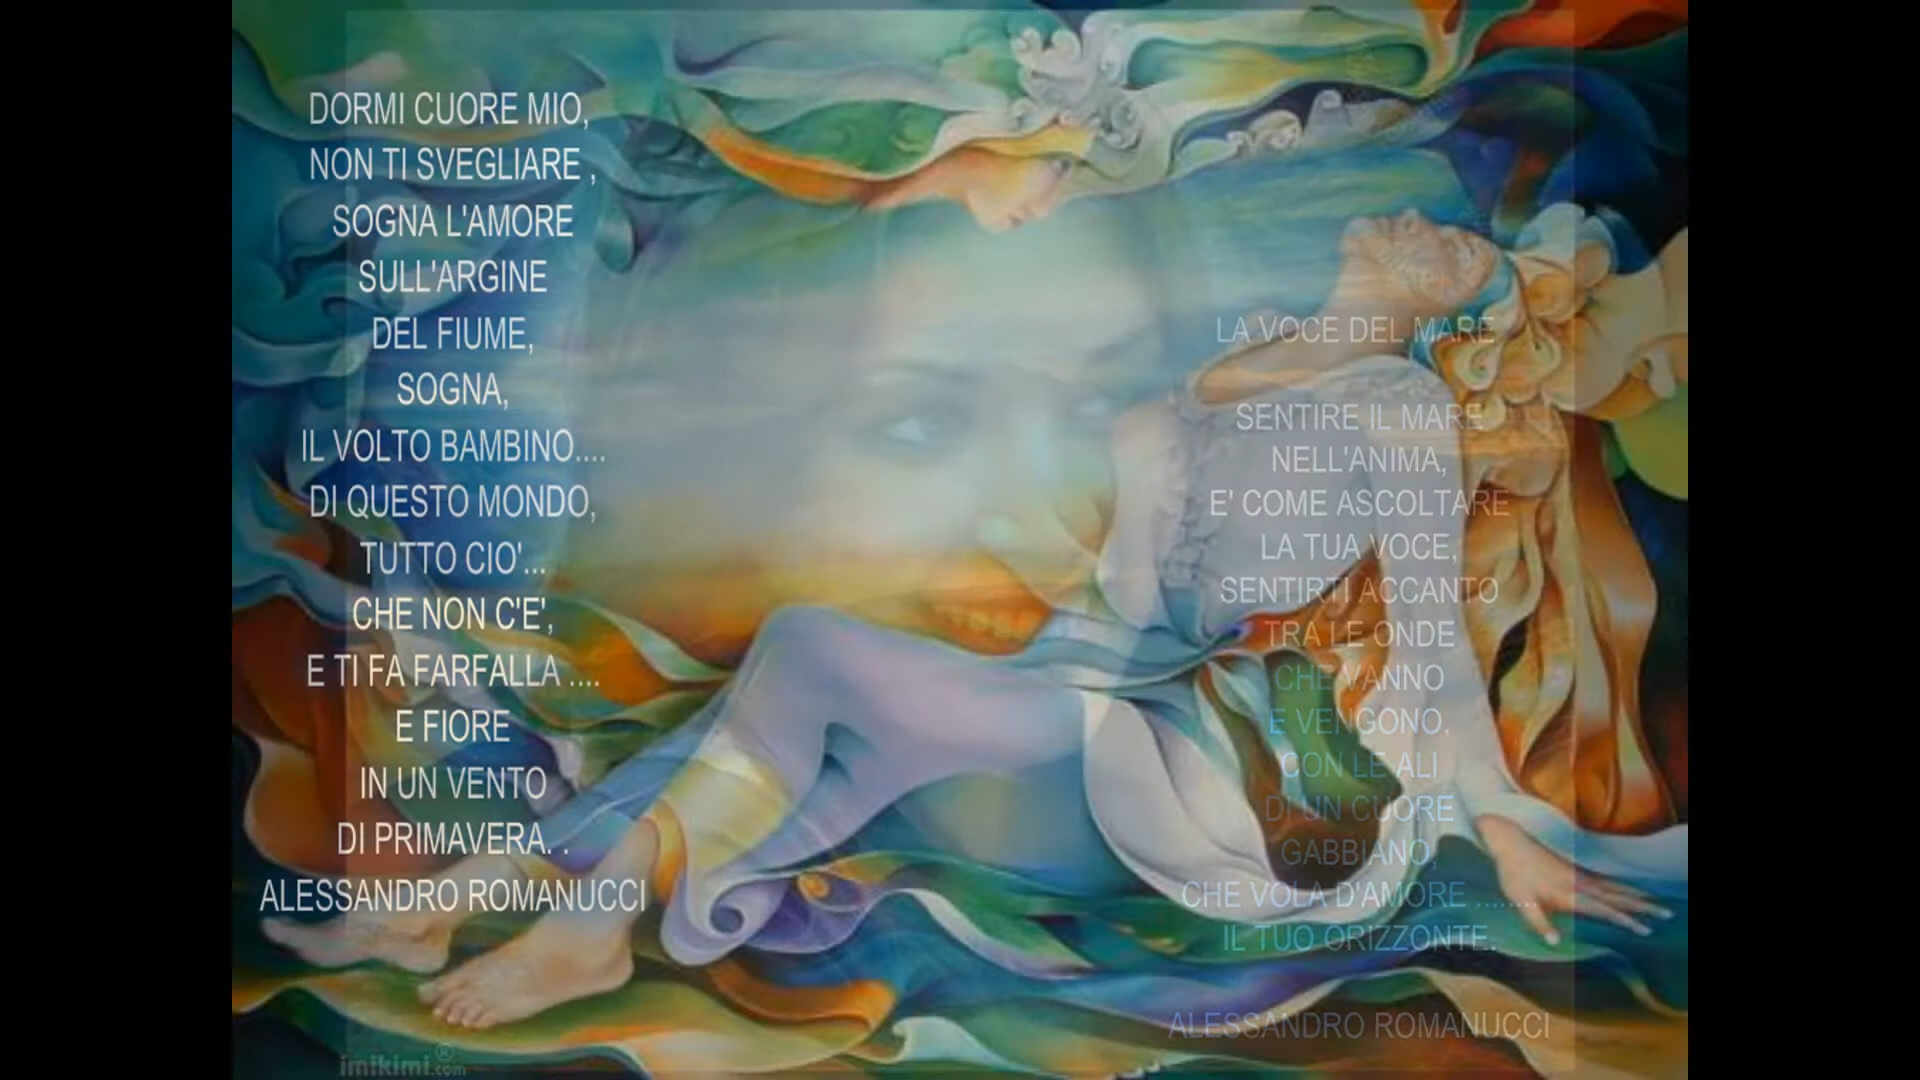 DORMI CUORE MIO,
NON TI SVEGLIARE ,
SOGNA L'AMORE
SULL'ARGINE
DEL FIUME,
SOGNA,
IL VOLTO BAMBINO....
DI QUESTO MONDO,
TUTTO CIO'...
CHE NON C'E',
E TI FA FARFALLA ....
E FIORE
IN UN VENTO
DI PRIMAVERA. .
ALESSANDRO ROMANUCCI
LA VOCE DEL MARE
SENTIRE IL MARE
NELL'ANIMA,
E' COME ASCOLTARE
LA TUA VOCE,
SENTIRTI ACCANTO
TRA LE ONDE
CHE VANNO
E VENGONO,
CON LE ALI
DI UN CUORE
GABBIANO,
CHE VOLA D'AMORE ........
IL TUO ORIZZONTE.
ALESSANDRO ROMANUCCI
imikimi.com®